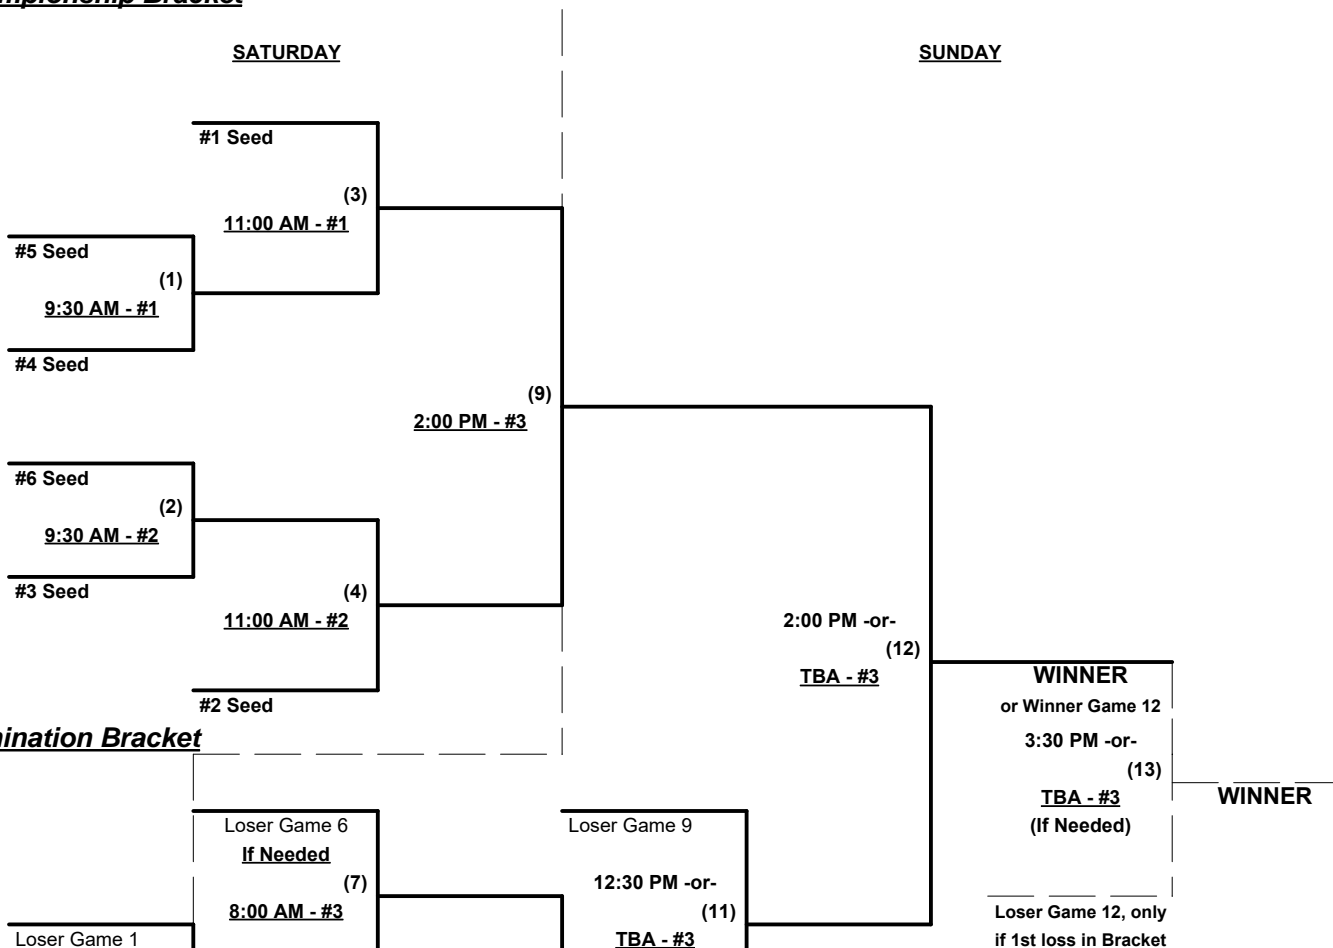 Bracket
SATURDAY
SUNDAY
#1 Seed
(3)
11:00 AM - #1
#5 Seed
(1)
9:30 AM - #1
#4 Seed
(9)
2:00 PM - #3
#6 Seed
(2)
9:30 AM - #2
#3 Seed
(4)
11:00 AM - #2
#2 Seed
2:00 PM -or-
(12)
TBA - #3
WINNER
or Winner Game 12
3:30 PM -or-
(13)
TBA - #3
(If Needed)
WINNER
Loser Game 12, only
if 1st loss in Bracket
Bracket
Loser Game 6
If Needed
(7)
8:00 AM - #3
Loser Game 9
12:30 PM -or-
(11)
TBA - #3
Loser Game 1